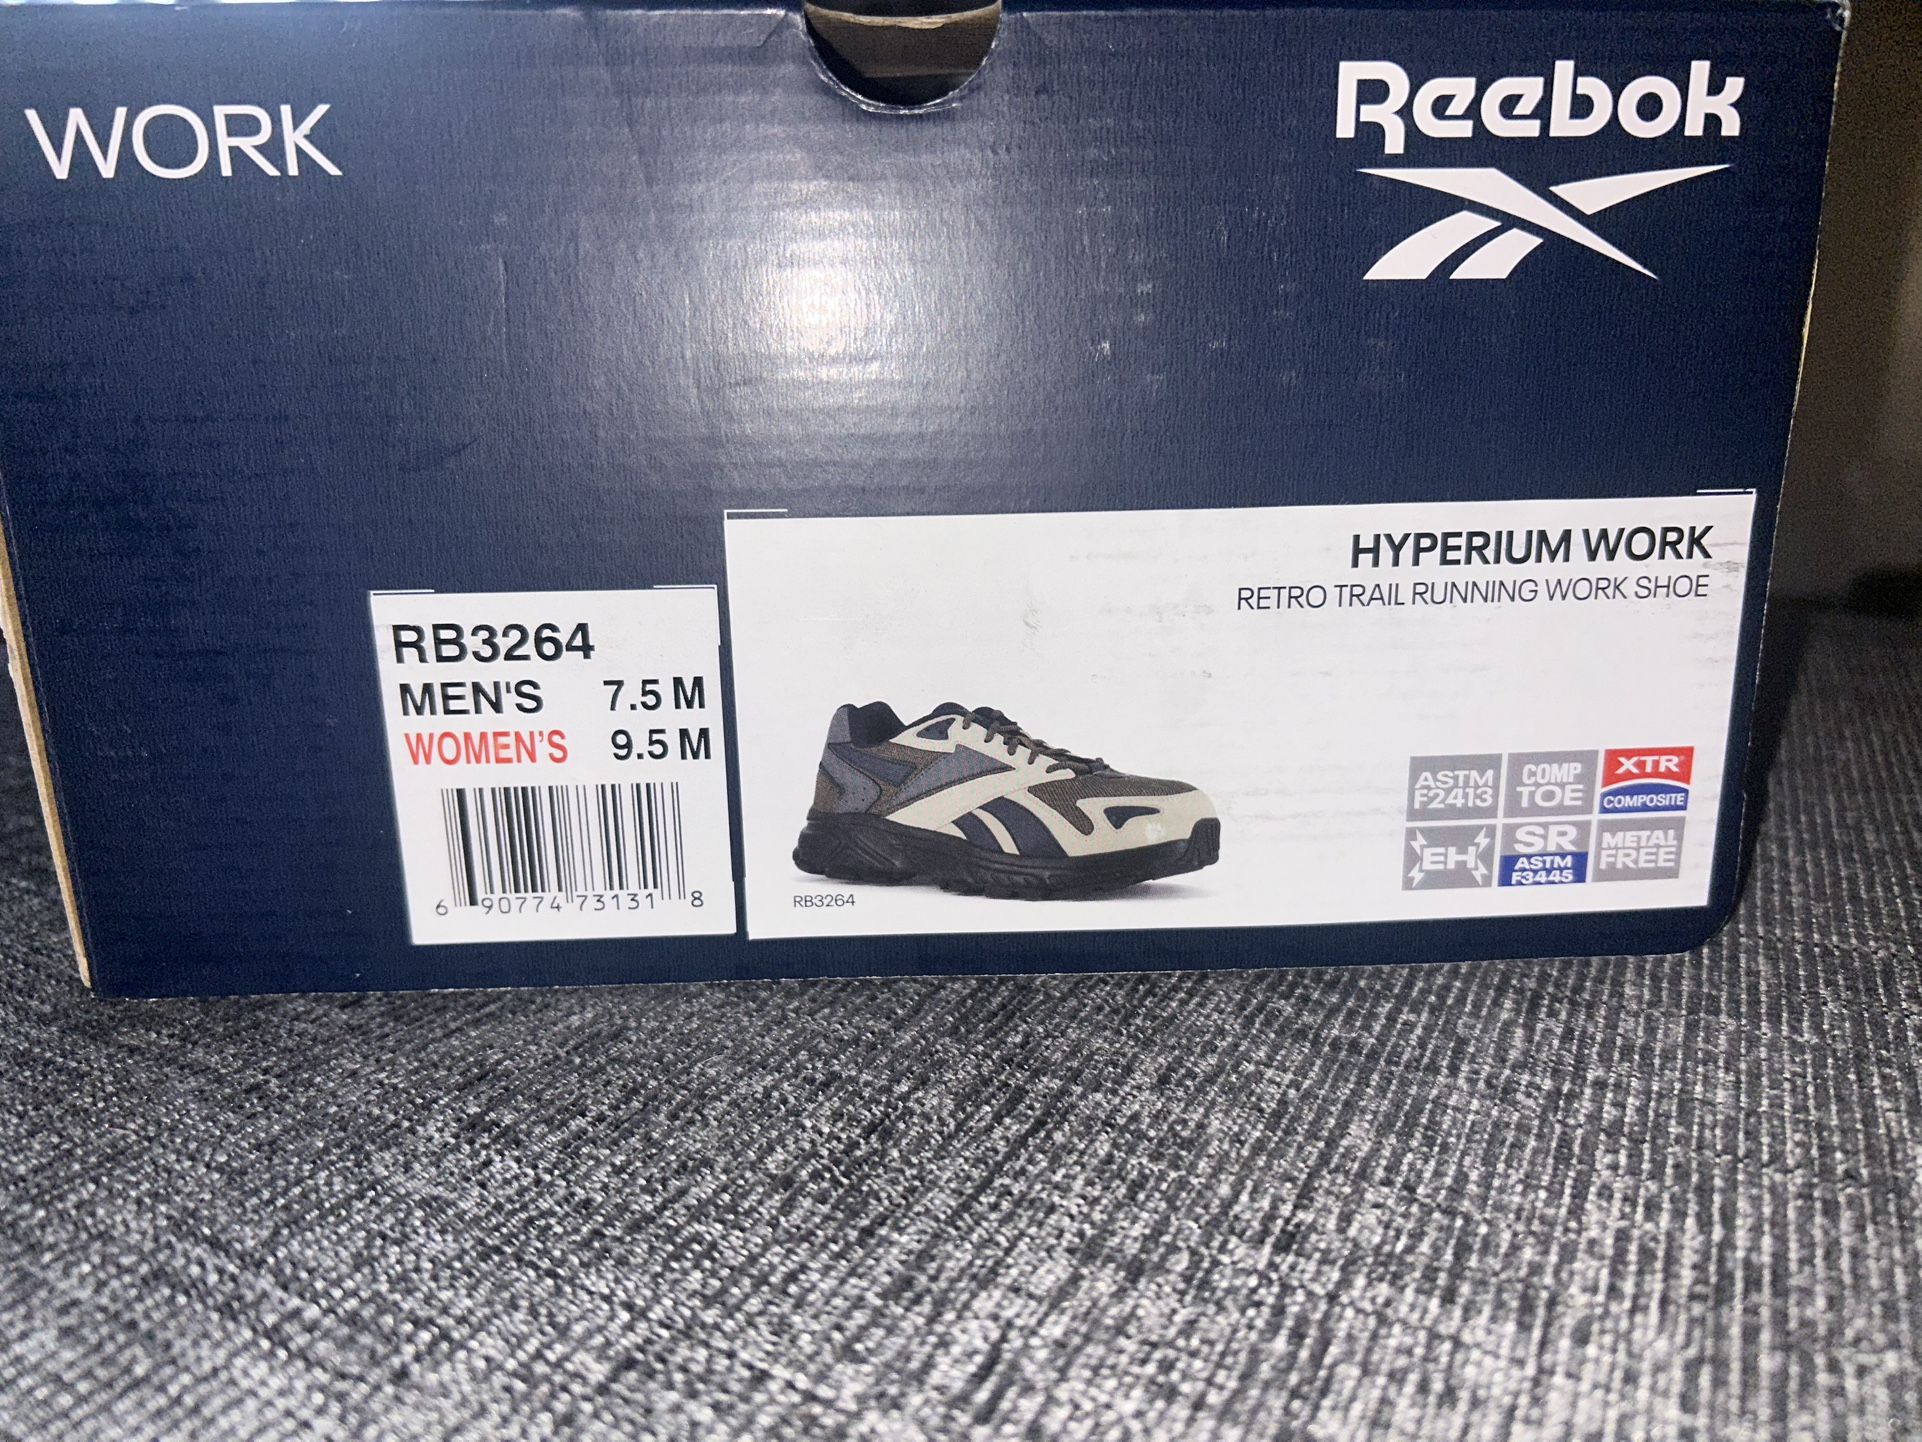 WORK
Reebok
HYPERIUM WORK
RETRO TRAIL RUNNING WORK SHOE
RB3264
MEN'S 7.5 M
WOMEN'S 9.5 M
6 90774 73131 8
RB3264
ASTM
F2413
COMP
TOE
XTR®
COMPOSITE
EH
SR
ASTM
F3445
METAL
FREE